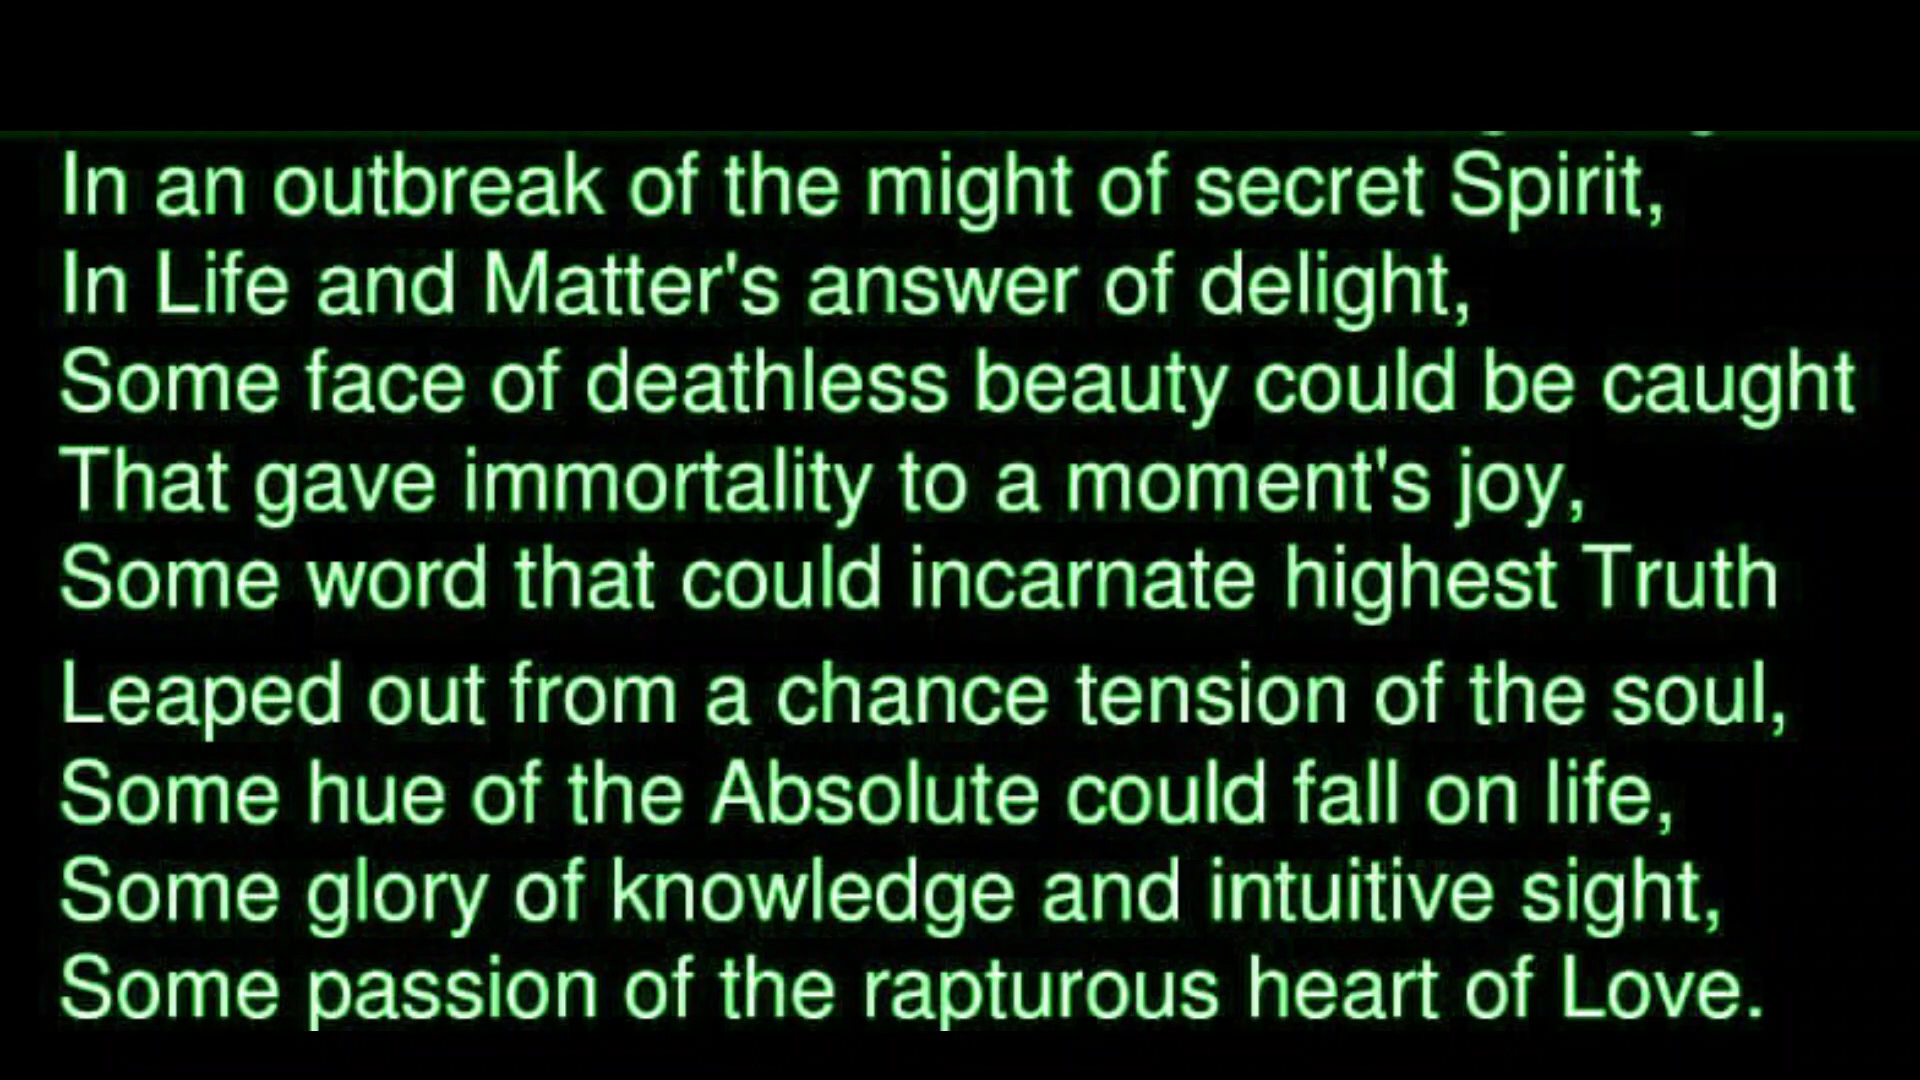 In an outbreak of the might of secret Spirit,
In Life and Matter's answer of delight,
Some face of deathless beauty could be caught
That gave immortality to a moment's joy,
Some word that could incarnate highest Truth
Leaped out from a chance tension of the soul,
Some hue of the Absolute could fall on life,
Some glory of knowledge and intuitive sight,
Some passion of the rapturous heart of Love.